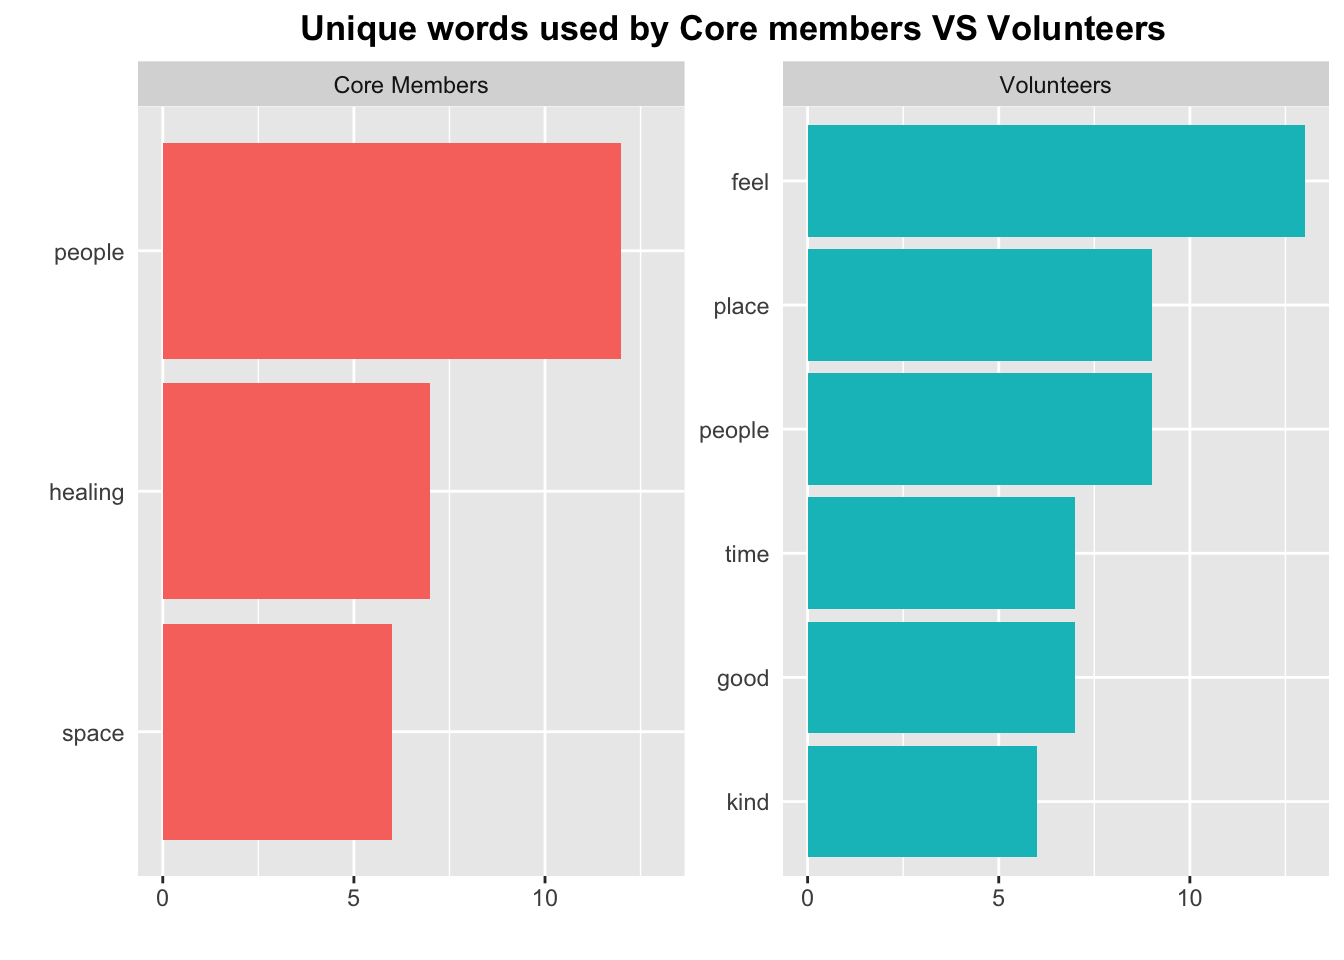 Unique words used by Core members VS Volunteers
Core Members
people
healing
space
0 5 10
Volunteers
feel
place
people
time
good
kind
0 5 10